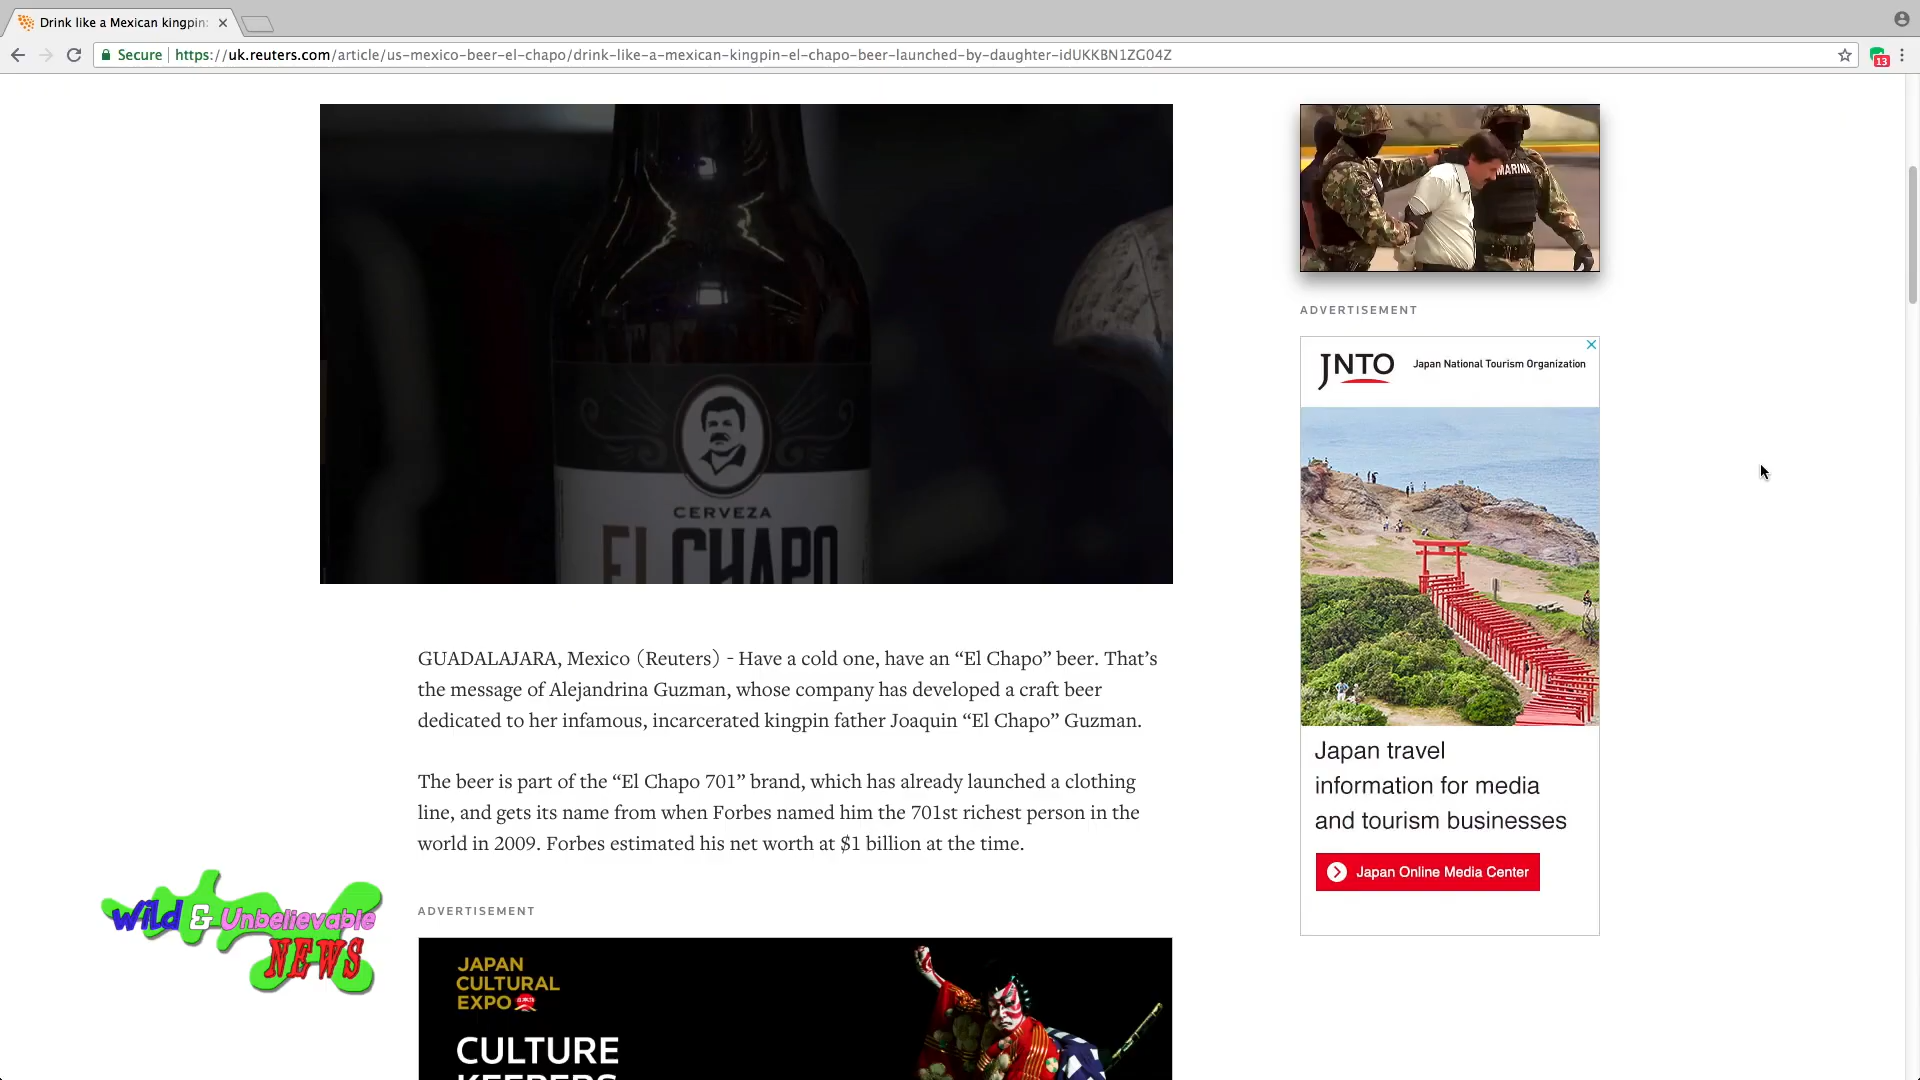 Drink like a Mexican kingpin:
Secure
https://uk.reuters.com/article/us-mexico-beer-el-chapo/drink-like-a-mexican-kingpin-el-chapo-beer-launched-by-daughter-idUKKBN1ZG04Z
13
CERVEZA
EL CHAPO
MARINA
ADVERTISEMENT
JNTO Japan National Tourism Organization
Japan travel
information for media
and tourism businesses
Japan Online Media Center
GUADALAJARA, Mexico (Reuters) - Have a cold one, have an “El Chapo” beer. That’s
the message of Alejandrina Guzman, whose company has developed a craft beer
dedicated to her infamous, incarcerated kingpin father Joaquin “El Chapo” Guzman.
The beer is part of the “El Chapo 701” brand, which has already launched a clothing
line, and gets its name from when Forbes named him the 701st richest person in the
world in 2009. Forbes estimated his net worth at $1 billion at the time.
Wild & Unbelievable
NEWS
ADVERTISEMENT
JAPAN
CULTURAL
EXPO
CULTURE
KEEPERS